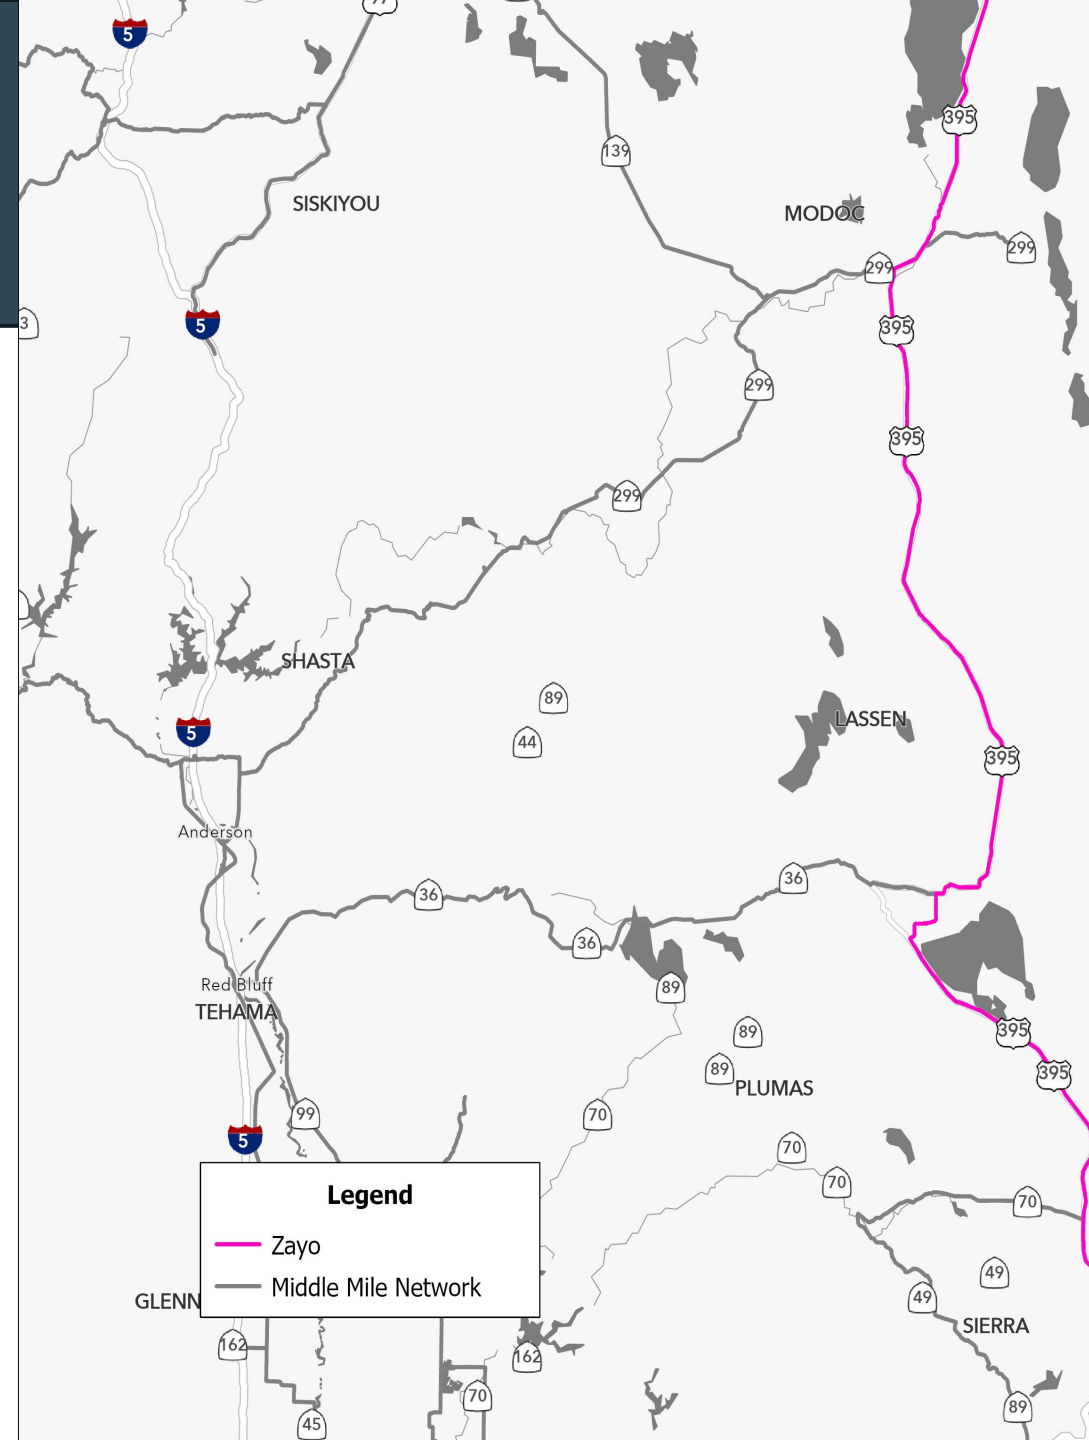 5
139
395
SISKIYOU
MODOC
299
299
3
5
395
299
395
299
SHASTA
89
LASSEN
5
44
395
Anderson
36
36
36
Red Bluff
89
TEHAMA
395
89
89
395
PLUMAS
99
70
5
70
70
Legend
70
Zayo
49
Middle Mile Network
49
GLENN
SIERRA
162
162
70
89
45